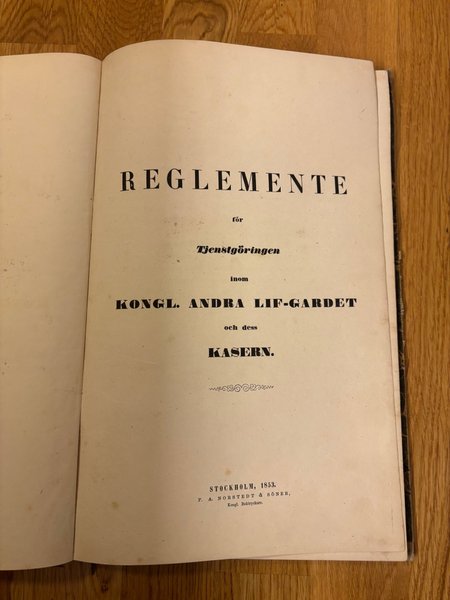 REGLEMENTE
för
Tjenstgöringen
inom
KONGL. ANDRA LIF-GARDET
och dess
KASERN.
STOCKHOLM, 1853.
P. A. NORSTEDT & SÖNER,
Kongl. Boktryckare.